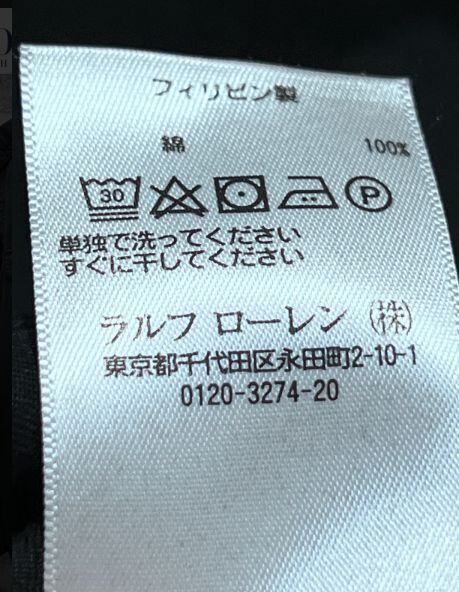 フィリピン製
綿 100%
30 P
単独で洗ってください
すぐに干してください
ラルフ ローレン (株)
東京都千代田区永田町2-10-1
0120-3274-20